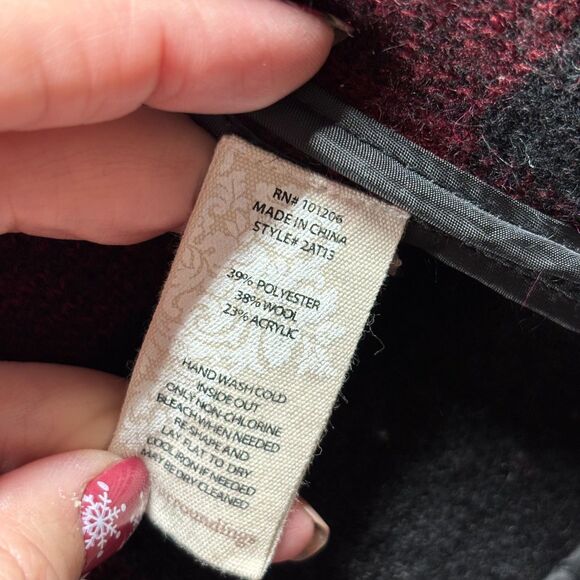 RN# 101206
MADE IN CHINA
STYLE# 2AT13
39% POLYESTER
38% WOOL
23% ACRYLIC
HAND WASH COLD
INSIDE OUT
ONLY NON-CHLORINE
BLEACH WHEN NEEDED
RE-SHAPE AND
LAY FLAT TO DRY
COOL IRON IF NEEDED
MAY BE DRY CLEANED